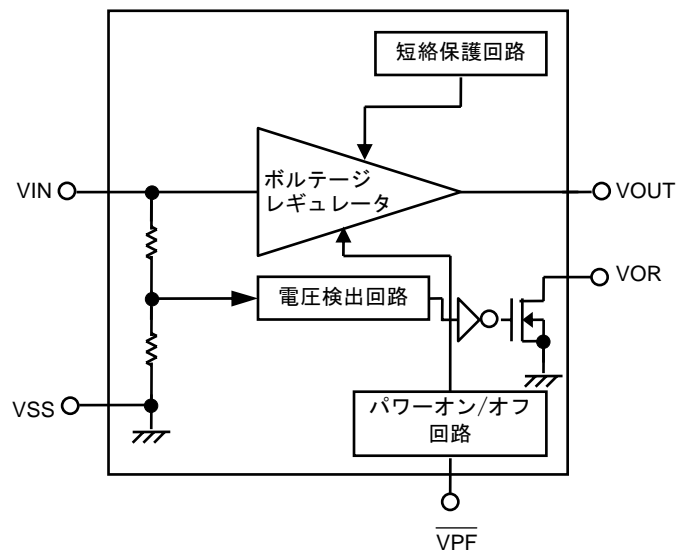 短絡保護回路
ボルテージ
レギュレータ
VIN
VOUT
VOR
電圧検出回路
VSS
パワーオン/オフ
回路
V̅P̅F̅